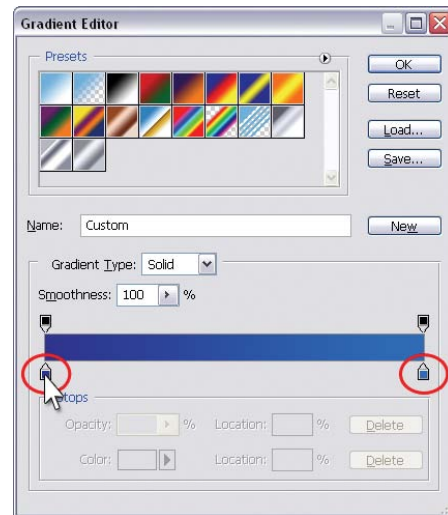 Gradient Editor
Presets
OK
Reset
Load...
Save...
Name: Custom
New
Gradient Type: Solid
Smoothness: 100 %
Stops
Opacity: % Location: % Delete
Color: Location: % Delete